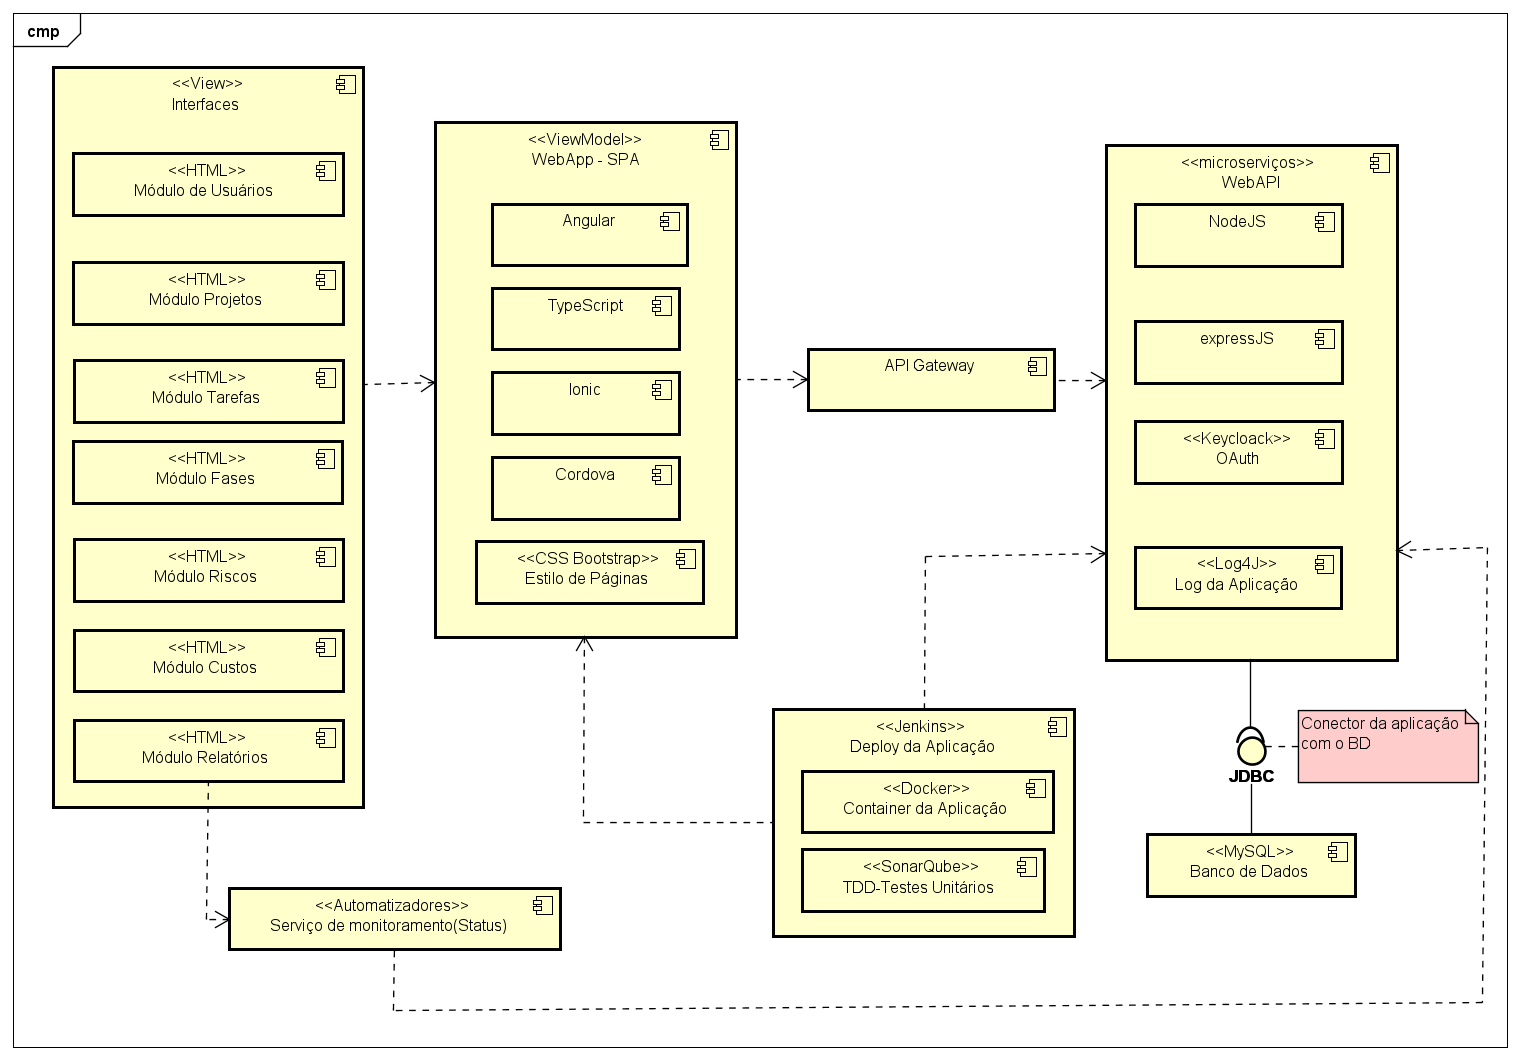 cmp
<<View>>
Interfaces
<<HTML>>
Módulo de Usuários
<<HTML>>
Módulo Projetos
<<HTML>>
Módulo Tarefas
<<HTML>>
Módulo Fases
<<HTML>>
Módulo Riscos
<<HTML>>
Módulo Custos
<<HTML>>
Módulo Relatórios
<<ViewModel>>
WebApp - SPA
Angular
TypeScript
Ionic
Cordova
<<CSS Bootstrap>>
Estilo de Páginas
API Gateway
<<microserviços>>
WebAPI
NodeJS
expressJS
<<Keycloack>>
OAuth
<<Log4J>>
Log da Aplicação
<<Jenkins>>
Deploy da Aplicação
<<Docker>>
Container da Aplicação
<<SonarQube>>
TDD-Testes Unitários
Conector da aplicação
com o BD
JDBC
<<MySQL>>
Banco de Dados
<<Automatizadores>>
Serviço de monitoramento(Status)